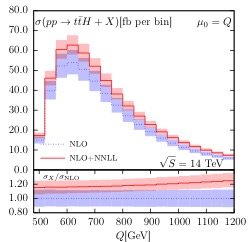 80.0
σ(pp → tt̄H + X)[fb per bin]
μ₀ = Q
70.0
60.0
50.0
40.0
30.0
20.0
10.0
0.0
NLO
NLO+NNLL
√S = 14 TeV
σ_X/σ_NLO
1.20
1.00
0.80
500 600 700 800 900 1000 1100 1200
Q[GeV]